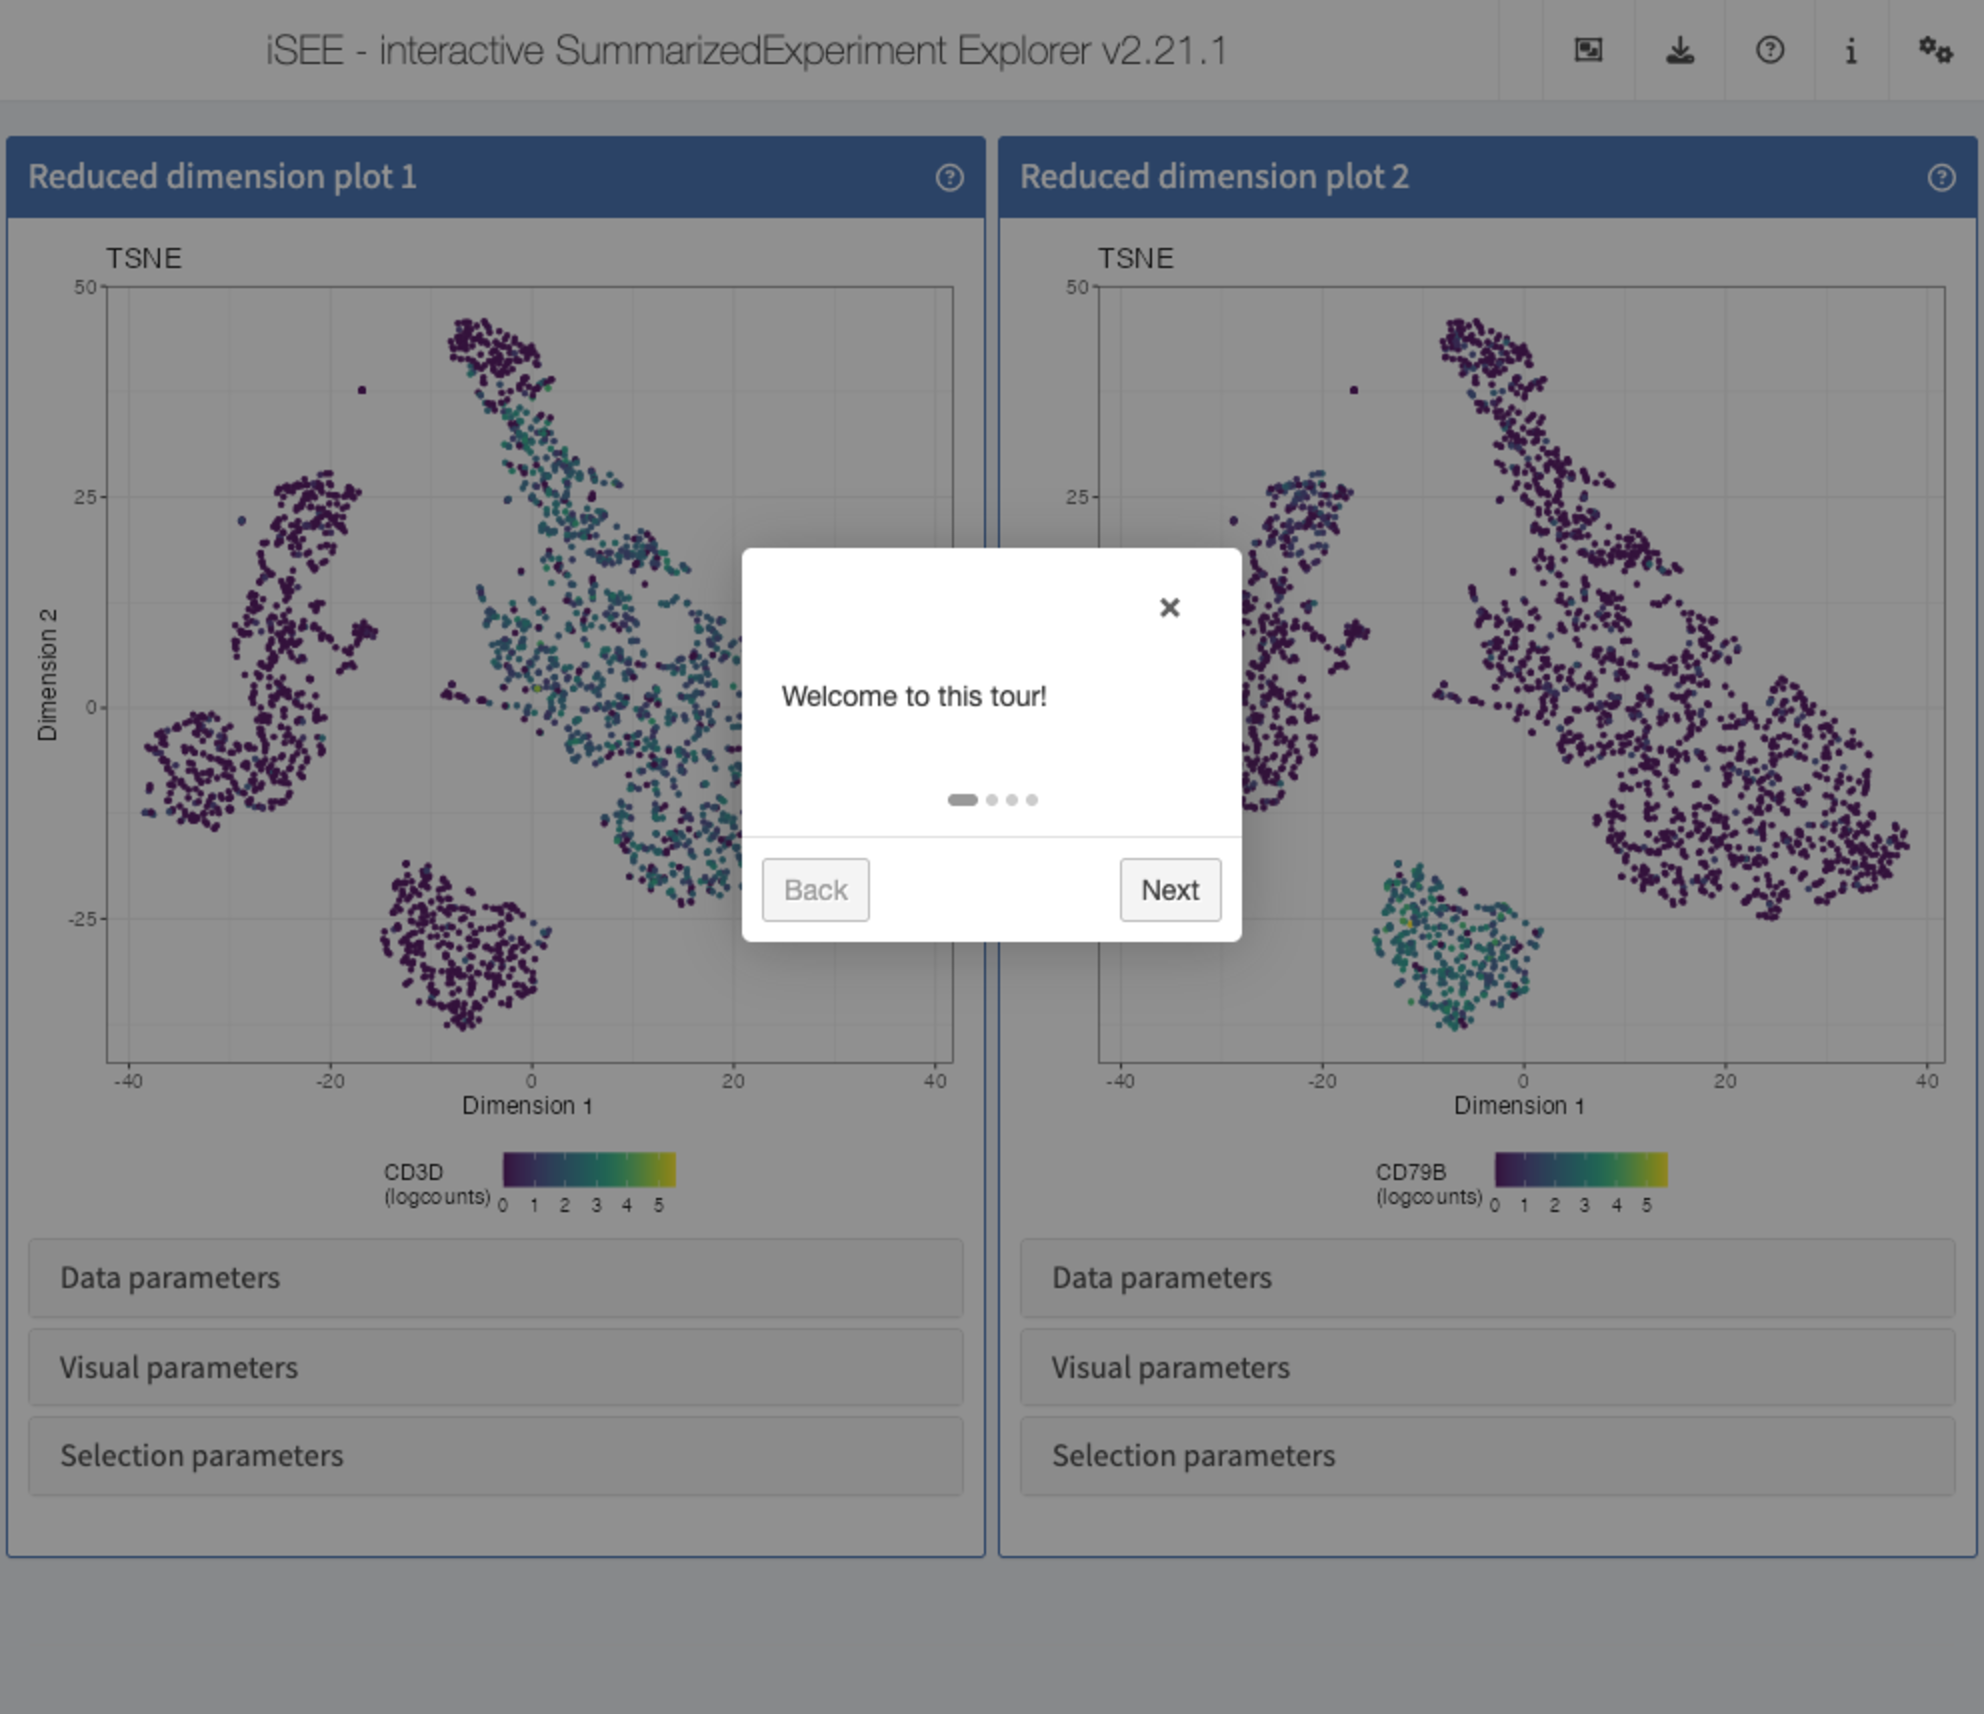 iSEE - interactive SummarizedExperiment Explorer v2.21.1
Reduced dimension plot 1
TSNE
50
25
0
-25
Dimension 2
-40 -20 0 20 40
Dimension 1
CD3D
(logcounts)
0 1 2 3 4 5
Data parameters
Visual parameters
Selection parameters
Reduced dimension plot 2
TSNE
50
25
-25
-40 -20 0 20 40
Dimension 1
CD79B
(logcounts)
0 1 2 3 4 5
Data parameters
Visual parameters
Selection parameters
Welcome to this tour!
Back
Next